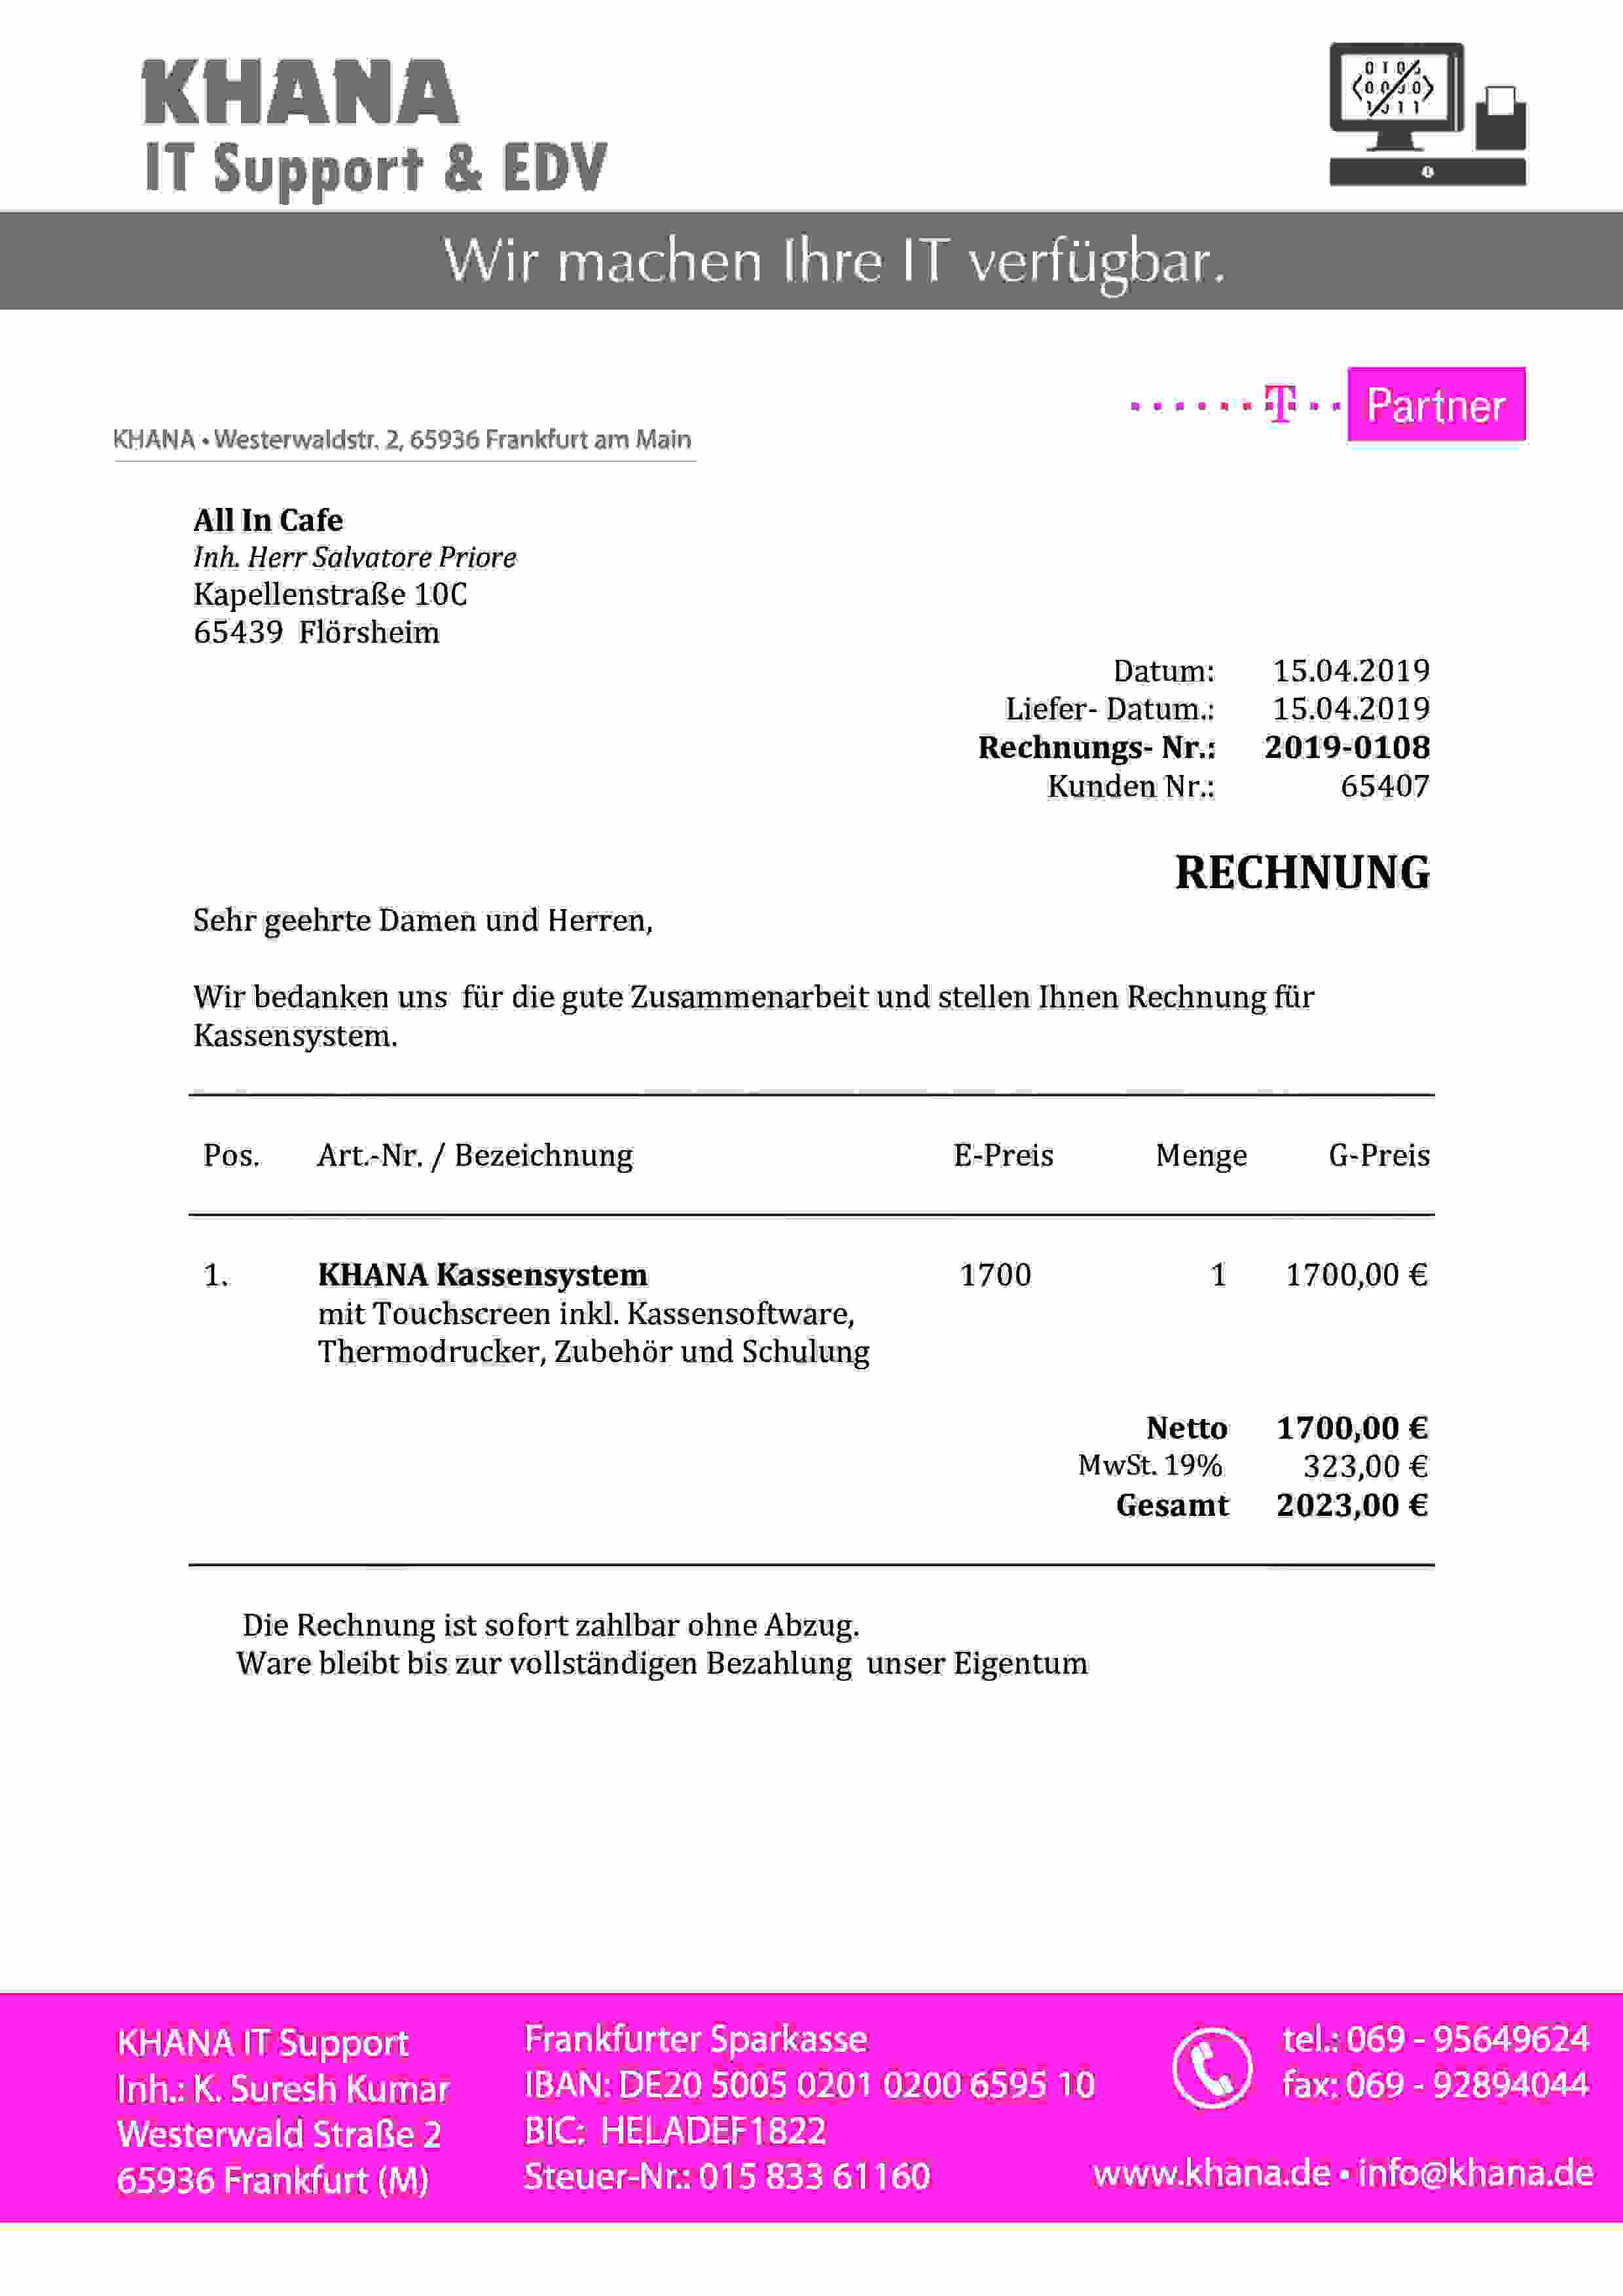 KHANA
IT Support & EDV
Wir machen Ihre IT verfügbar.
T Partner
KHANA • Westerwaldstr. 2, 65936 Frankfurt am Main
All In Cafe
Inh. Herr Salvatore Priore
Kapellenstraße 10C
65439 Flörsheim
Datum: 15.04.2019
Liefer- Datum.: 15.04.2019
Rechnungs- Nr.: 2019-0108
Kunden Nr.: 65407
RECHNUNG
Sehr geehrte Damen und Herren,
Wir bedanken uns für die gute Zusammenarbeit und stellen Ihnen Rechnung für
Kassensystem.
Pos. Art.-Nr. / Bezeichnung E-Preis Menge G-Preis
1. KHANA Kassensystem 1700 1 1700,00 €
mit Touchscreen inkl. Kassensoftware,
Thermodrucker, Zubehör und Schulung
Netto 1700,00 €
MwSt. 19% 323,00 €
Gesamt 2023,00 €
Die Rechnung ist sofort zahlbar ohne Abzug.
Ware bleibt bis zur vollständigen Bezahlung unser Eigentum
KHANA IT Support
Inh.: K. Suresh Kumar
Westerwald Straße 2
65936 Frankfurt (M)
Frankfurter Sparkasse
IBAN: DE20 5005 0201 0200 6595 10
BIC: HELADEF1822
Steuer-Nr.: 015 833 61160
tel.: 069 - 95649624
fax: 069 - 92894044
www.khana.de • info@khana.de